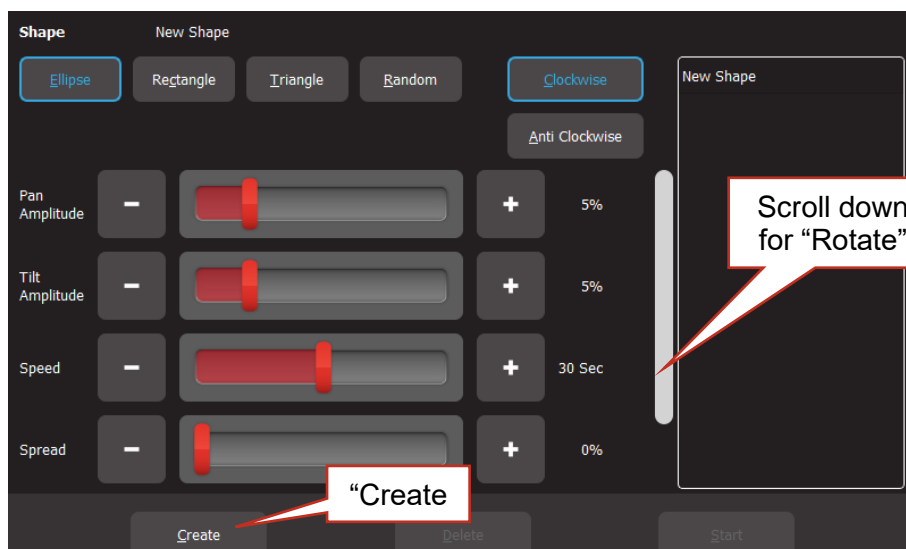 Shape New Shape
Ellipse Rectangle Triangle Random Clockwise New Shape
Anti Clockwise
Pan
Amplitude
– + 5%
Scroll down
for “Rotate”
Tilt
Amplitude
– + 5%
Speed – + 30 Sec
Spread – + 0%
“Create
Create Delete Start